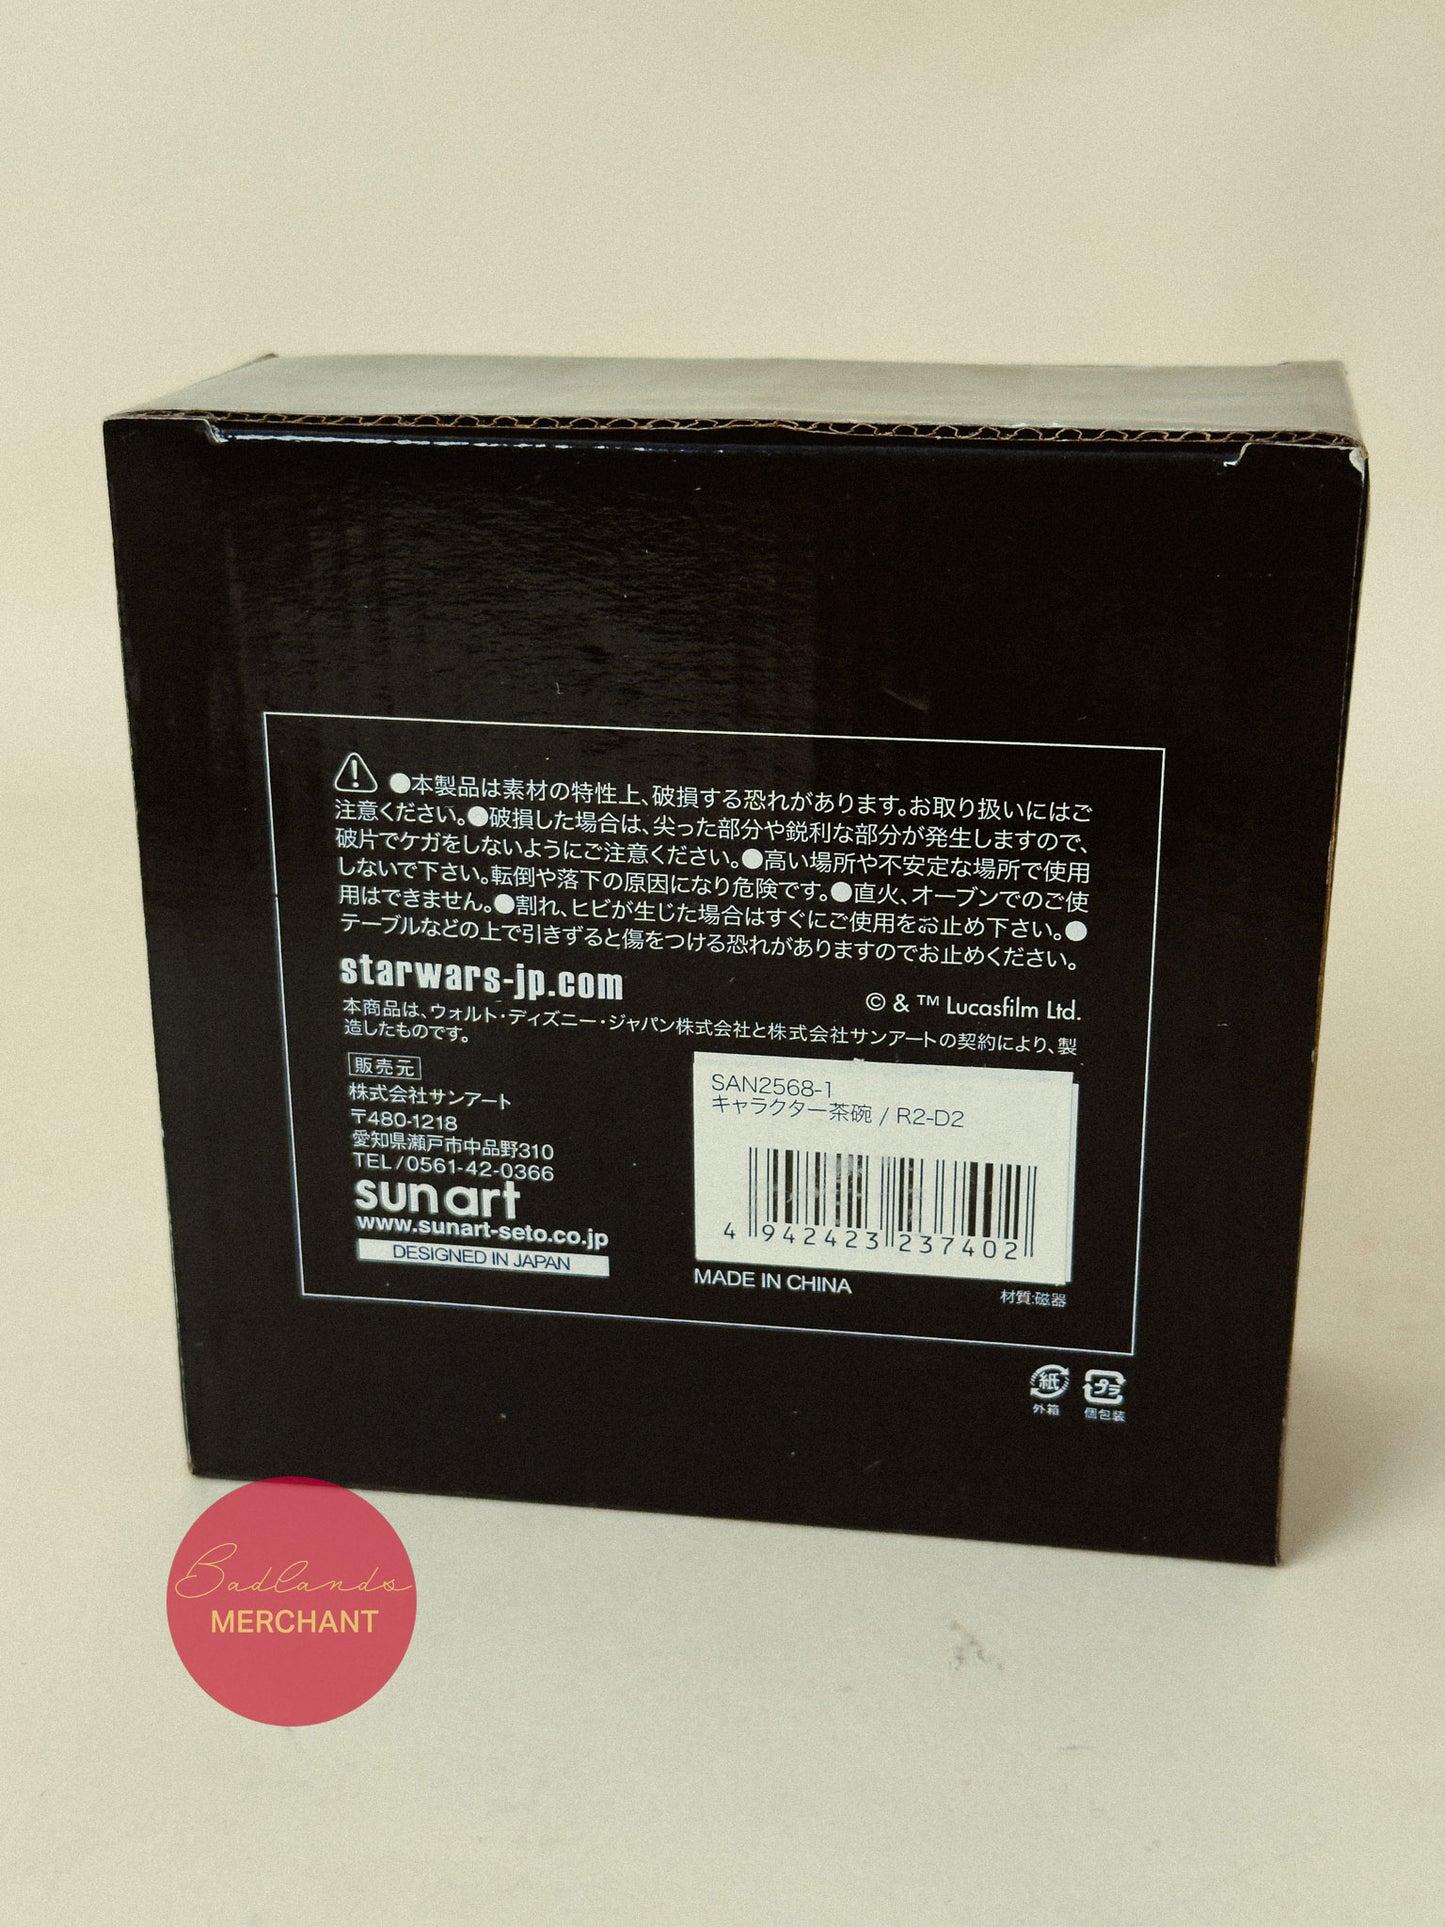 ●本製品は素材の特性上、破損する恐れがあります。お取り扱いにはご
注意ください。●破損した場合は、尖った部分や鋭利な部分が発生しますので、
破片でケガをしないようにご注意ください。●高い場所や不安定な場所で使用
しないで下さい。転倒や落下の原因になり危険です。●直火、オーブンでのご使
用はできません。●割れ、ヒビが生じた場合はすぐにご使用をお止め下さい。●
テーブルなどの上で引きずると傷をつける恐れがありますのでお止めください。
starwars-jp.com
© & ™ Lucasfilm Ltd.
本商品は、ウォルト・ディズニー・ジャパン株式会社と株式会社サンアートの契約により、製
造したものです。
販売元
株式会社サンアート
〒480-1218
愛知県瀬戸市中品野310
TEL/0561-42-0366
sun art
www.sunart-seto.co.jp
DESIGNED IN JAPAN
SAN2568-1
キャラクター茶碗 / R2-D2
4 942423 237402
MADE IN CHINA
材質:磁器
紙
外箱
プラ
個包装
Badlands
MERCHANT